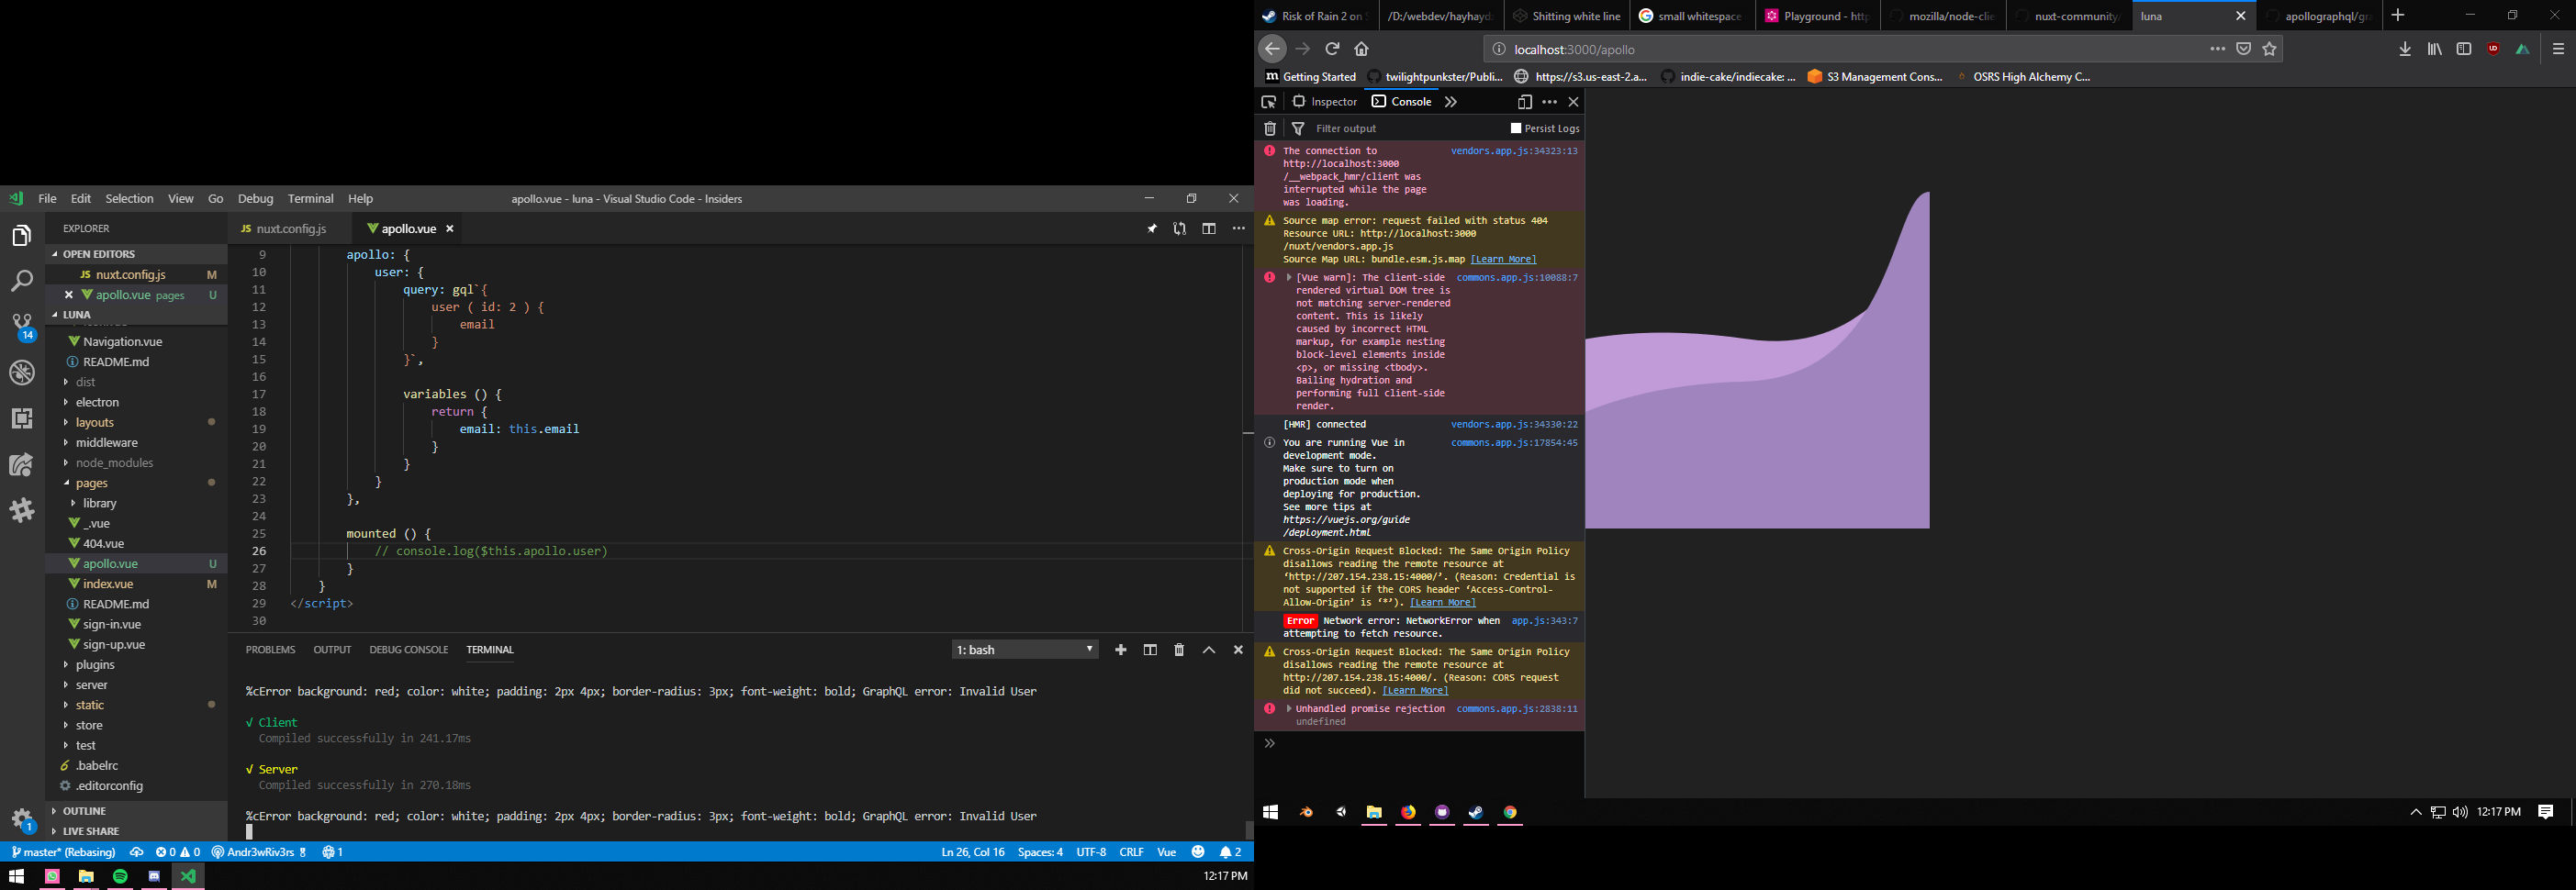 File Edit Selection View Go Debug Terminal Help
apollo.vue - luna - Visual Studio Code - Insiders
EXPLORER
OPEN EDITORS
JS nuxt.config.js M
apollo.vue pages U
LUNA
14
Navigation.vue
README.md
dist
electron
layouts
middleware
node_modules
pages
library
_.vue
404.vue
apollo.vue U
index.vue M
README.md
sign-in.vue
sign-up.vue
plugins
server
static
store
test
.babelrc
.editorconfig
OUTLINE
LIVE SHARE
1
JS nuxt.config.js
apollo.vue
9 apollo: {
10 user: {
11 query: gql`{
12 user ( id: 2 ) {
13 email
14 }
15 }`,
16
17 variables () {
18 return {
19 email: this.email
20 }
21 }
22 }
23 },
24
25 mounted () {
26 // console.log($this.apollo.user)
27 }
28 }
29 </script>
30
PROBLEMS OUTPUT DEBUG CONSOLE TERMINAL
1: bash
%cError background: red; color: white; padding: 2px 4px; border-radius: 3px; font-weight: bold; GraphQL error: Invalid User
√ Client
Compiled successfully in 241.17ms
√ Server
Compiled successfully in 270.18ms
%cError background: red; color: white; padding: 2px 4px; border-radius: 3px; font-weight: bold; GraphQL error: Invalid User
master* (Rebasing) 0 0 Andr3wRiv3rs 8 1
Ln 26, Col 16 Spaces: 4 UTF-8 CRLF Vue 2
12:17 PM
Risk of Rain 2 on
/D:/webdev/hayhayd
Shitting white line
small whitespace
Playground - http
mozilla/node-clie
nuxt-community/
luna
apollographql/gra
localhost:3000/apollo
Getting Started
twilightpunkster/Publi...
https://s3.us-east-2.a...
indie-cake/indiecake: ...
S3 Management Cons...
OSRS High Alchemy C...
Inspector Console
Filter output Persist Logs
The connection to vendors.app.js:34323:13
http://localhost:3000
/__webpack_hmr/client was
interrupted while the page
was loading.
Source map error: request failed with status 404
Resource URL: http://localhost:3000
/nuxt/vendors.app.js
Source Map URL: bundle.esm.js.map [Learn More]
[Vue warn]: The client-side commons.app.js:10088:7
rendered virtual DOM tree is
not matching server-rendered
content. This is likely
caused by incorrect HTML
markup, for example nesting
block-level elements inside
<p>, or missing <tbody>.
Bailing hydration and
performing full client-side
render.
[HMR] connected vendors.app.js:34330:22
You are running Vue in commons.app.js:17854:45
development mode.
Make sure to turn on
production mode when
deploying for production.
See more tips at
https://vuejs.org/guide
/deployment.html
Cross-Origin Request Blocked: The Same Origin Policy
disallows reading the remote resource at
‘http://207.154.238.15:4000/’. (Reason: Credential is
not supported if the CORS header ‘Access-Control-
Allow-Origin’ is ‘*’). [Learn More]
Error Network error: NetworkError when app.js:343:7
attempting to fetch resource.
Cross-Origin Request Blocked: The Same Origin Policy
disallows reading the remote resource at
http://207.154.238.15:4000/. (Reason: CORS request
did not succeed). [Learn More]
Unhandled promise rejection commons.app.js:2838:11
undefined
12:17 PM